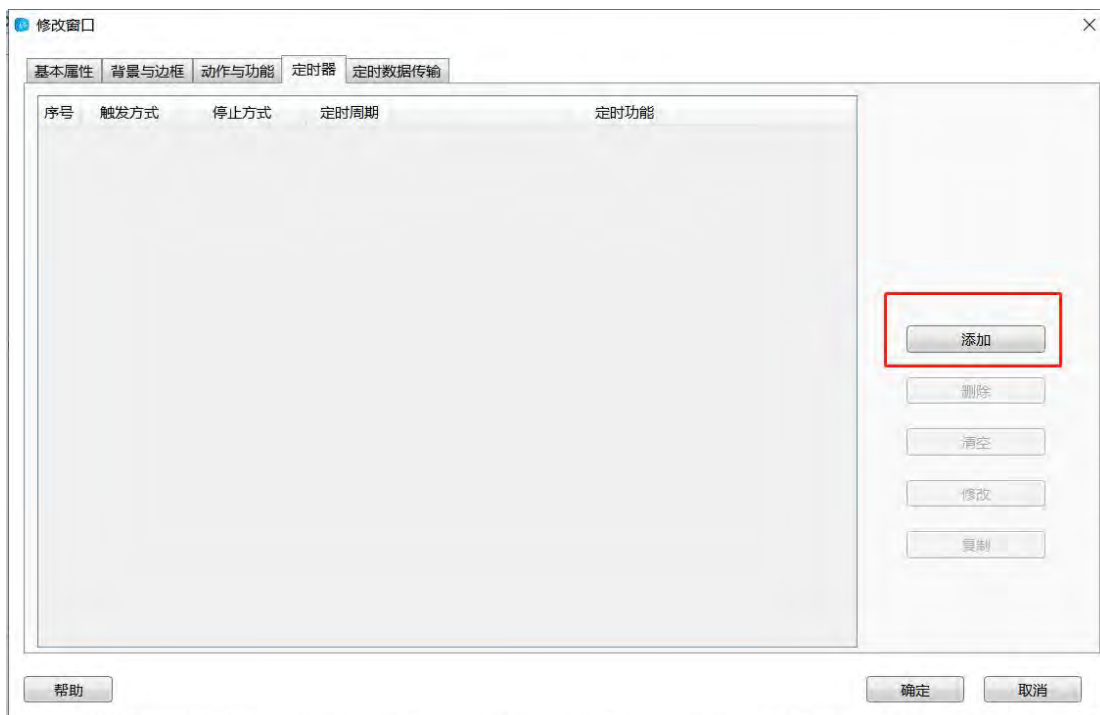 修改窗口
基本属性 背景与边框 动作与功能 定时器 定时数据传输
序号 触发方式 停止方式 定时周期 定时功能
添加
删除
清空
修改
复制
帮助 确定 取消